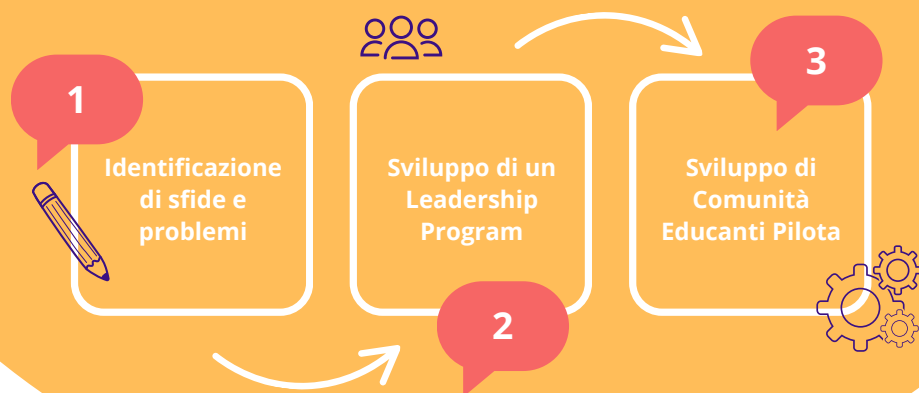 1
Identificazione
di sfide e
problemi
2
Sviluppo di un
Leadership
Program
3
Sviluppo di
Comunità
Educanti Pilota